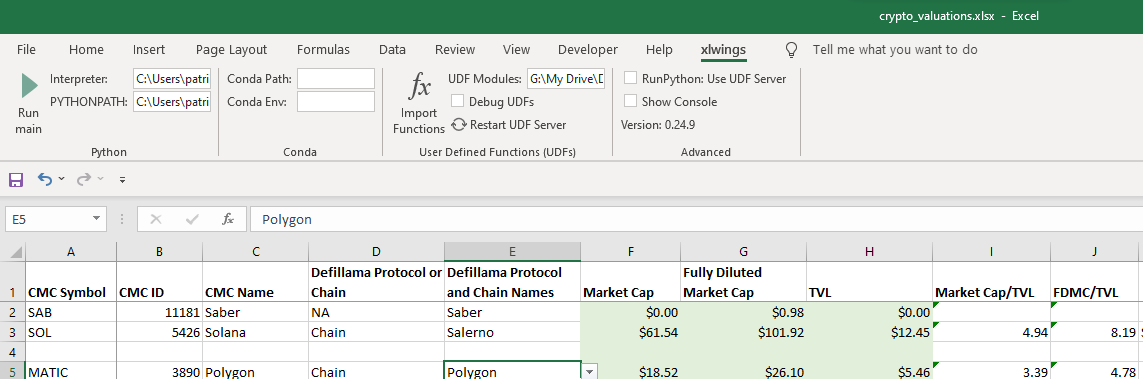 crypto_valuations.xlsx - Excel
File Home Insert Page Layout Formulas Data Review View Developer Help xlwings Tell me what you want to do
Interpreter: C:\Users\patri Conda Path: UDF Modules: G:\My Drive\D RunPython: Use UDF Server
PYTHONPATH: C:\Users\patri Conda Env: Debug UDFs Show Console
Run main
fx Import Functions
Restart UDF Server Version: 0.24.9
Python Conda User Defined Functions (UDFs) Advanced
E5 fx Polygon
A B C D E F G H I J
1 CMC Symbol CMC ID CMC Name Defillama Protocol or Chain Defillama Protocol and Chain Names Market Cap Fully Diluted Market Cap TVL Market Cap/TVL FDMC/TVL
2 SAB 11181 Saber NA Saber $0.00 $0.98 $0.00
3 SOL 5426 Solana Chain Salerno $61.54 $101.92 $12.45 4.94 8.19
4
5 MATIC 3890 Polygon Chain Polygon $18.52 $26.10 $5.46 3.39 4.78